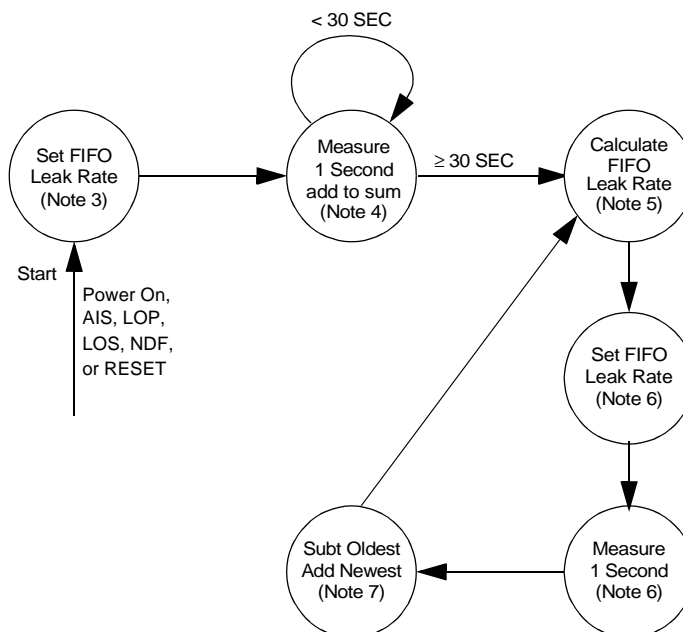 < 30 SEC
Set FIFO
Leak Rate
(Note 3)
Measure
1 Second
add to sum
(Note 4)
≥ 30 SEC
Calculate
FIFO
Leak Rate
(Note 5)
Start
Power On,
AIS, LOP,
LOS, NDF,
or RESET
Set FIFO
Leak Rate
(Note 6)
Subt Oldest
Add Newest
(Note 7)
Measure
1 Second
(Note 6)